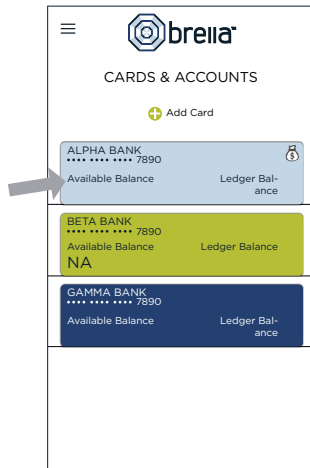 brella™
CARDS & ACCOUNTS
Add Card
ALPHA BANK
•••• •••• •••• 7890
Available Balance
Ledger Bal-
ance
BETA BANK
•••• •••• •••• 7890
Available Balance Ledger Balance
NA
GAMMA BANK
•••• •••• •••• 7890
Available Balance
Ledger Bal-
ance